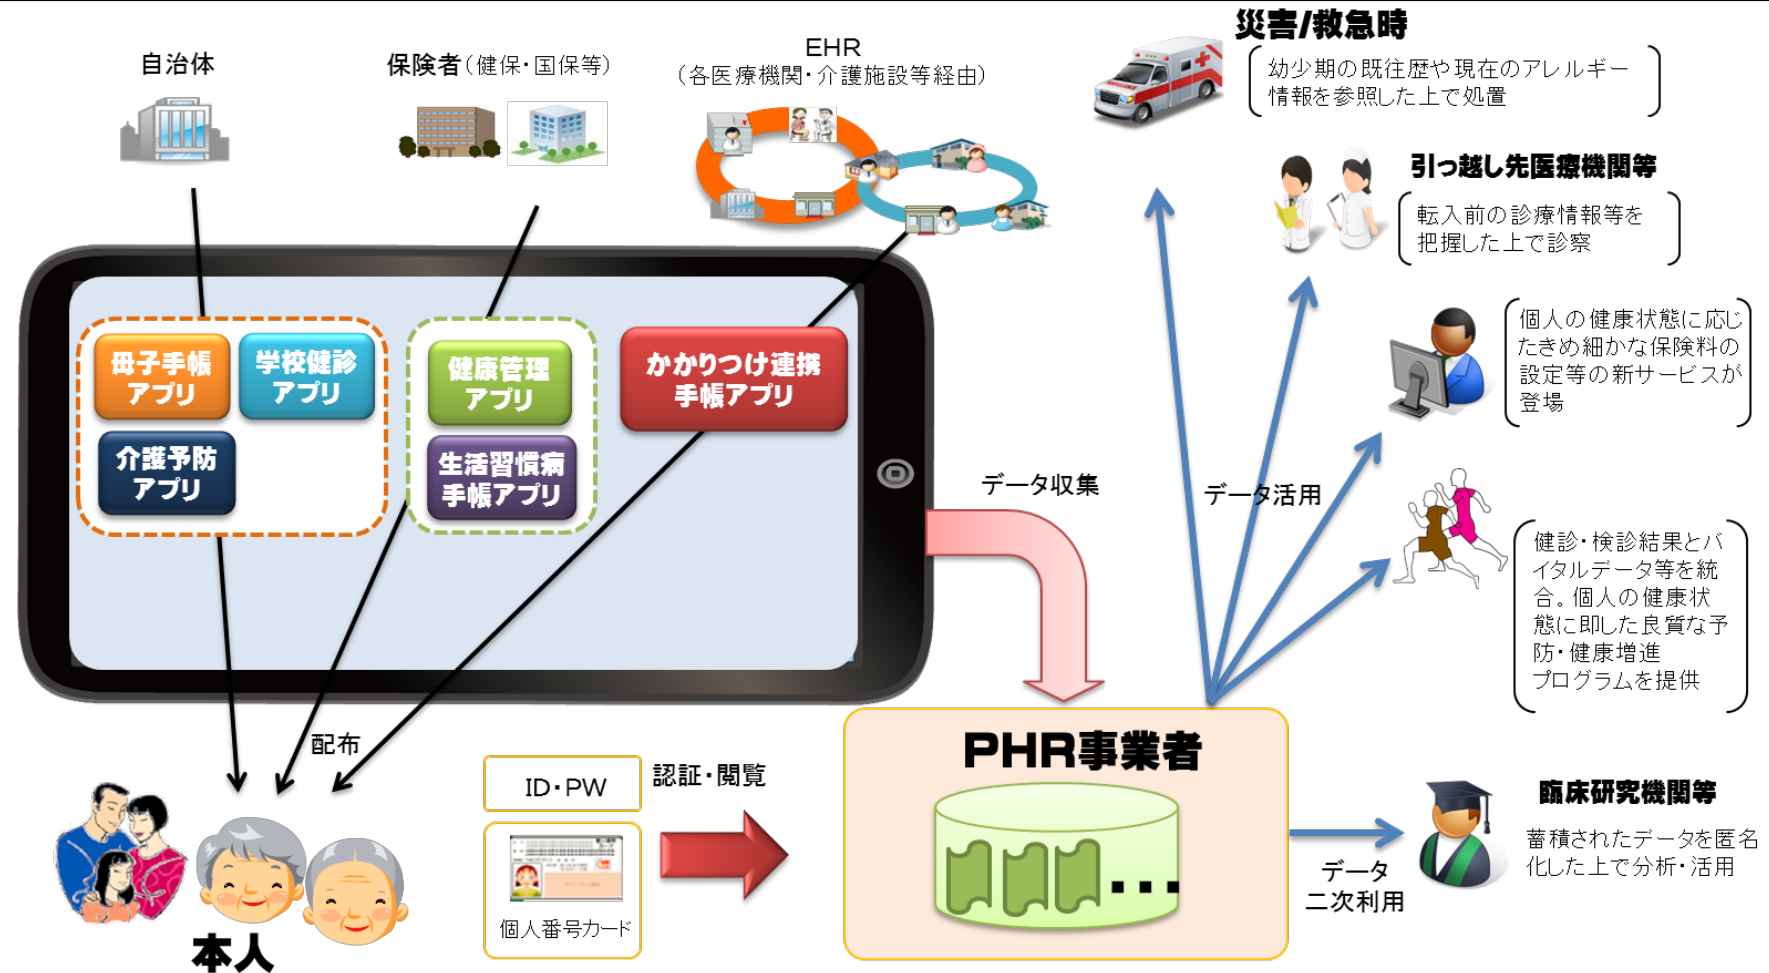 自治体
保険者(健保・国保等)
EHR
(各医療機関・介護施設等経由)
災害/救急時
幼少期の既往歴や現在のアレルギー
情報を参照した上で処置
引っ越し先医療機関等
転入前の診療情報等を
把握した上で診察
個人の健康状態に応じ
たきめ細かな保険料の
設定等の新サービスが
登場
健診・検診結果とバ
イタルデータ等を統
合。個人の健康状
態に即した良質な予
防・健康増進
プログラムを提供
母子手帳
アプリ
学校健診
アプリ
介護予防
アプリ
健康管理
アプリ
生活習慣病
手帳アプリ
かかりつけ連携
手帳アプリ
データ収集
データ活用
配布
本人
ID・PW
個人番号カード
認証・閲覧
PHR事業者
データ
二次利用
臨床研究機関等
蓄積されたデータを匿名
化した上で分析・活用